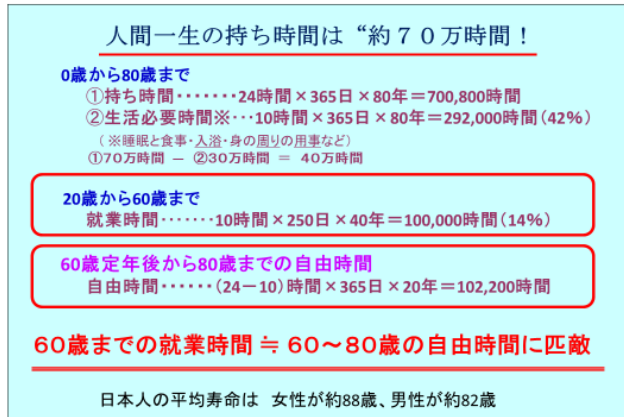 人間一生の持ち時間は“約７０万時間！
0歳から80歳まで
①持ち時間‥‥‥‥24時間×365日×80年＝700,800時間
②生活必要時間※‥･10時間×365日×80年＝292,000時間(42%)
（※睡眠と食事・入浴・身の周りの用事など）
①70万時間 － ②30万時間 ＝ 40万時間
20歳から60歳まで
就業時間‥‥‥･10時間×250日×40年＝100,000時間(14%)
60歳定年後から80歳までの自由時間
自由時間‥‥‥(24－10)時間×365日×20年＝102,200時間
60歳までの就業時間≒60～80歳の自由時間に匹敵
日本人の平均寿命は 女性が約88歳、男性が約82歳